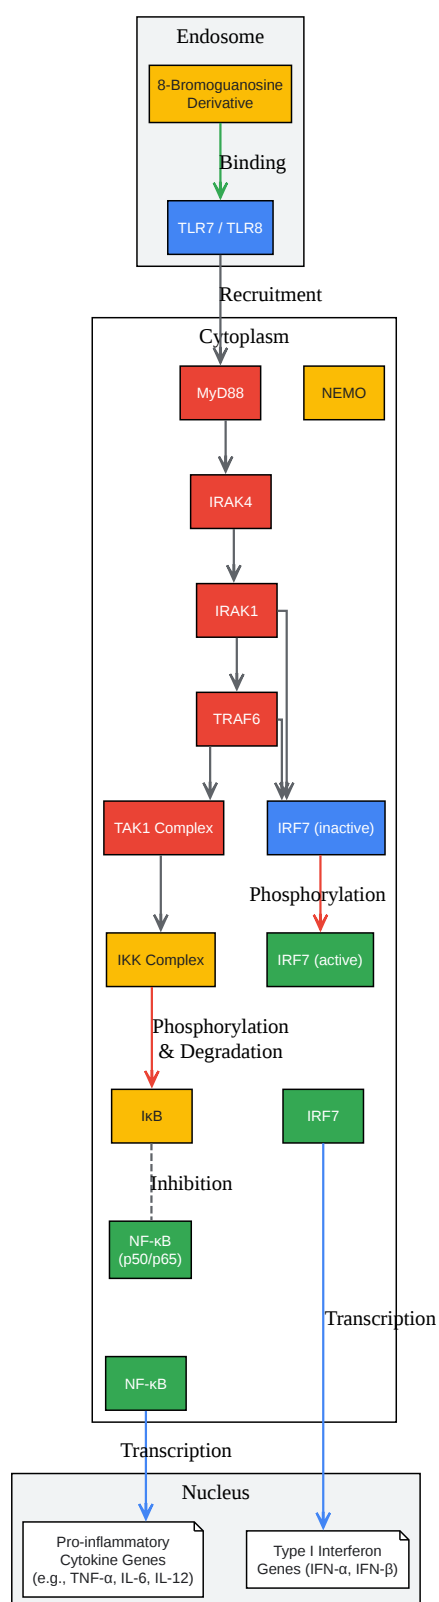 Endosome
8-Bromoguanosine
Derivative
Binding
TLR7 / TLR8
Recruitment
Cytoplasm
MyD88
NEMO
IRAK4
IRAK1
TRAF6
TAK1 Complex
IRF7 (inactive)
Phosphorylation
IKK Complex
IRF7 (active)
Phosphorylation
& Degradation
IκB
IRF7
Inhibition
NF-κB
(p50/p65)
Transcription
NF-κB
Transcription
Nucleus
Pro-inflammatory
Cytokine Genes
(e.g., TNF-α, IL-6, IL-12)
Type I Interferon
Genes (IFN-α, IFN-β)